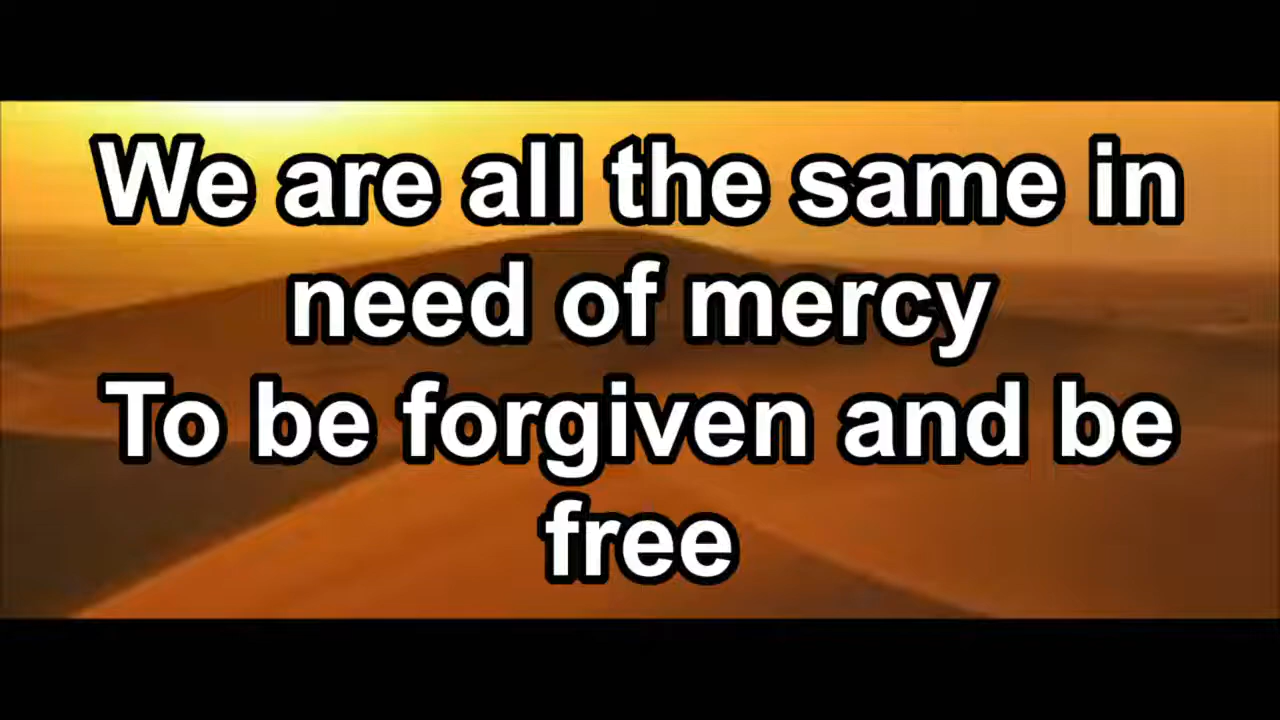 We are all the same in
need of mercy
To be forgiven and be
free